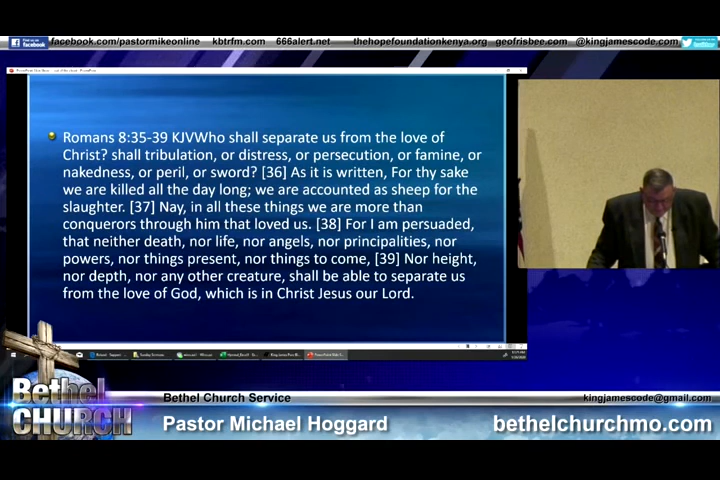 Find us on facebook
facebook.com/pastormikeonline kbtrfm.com 666alert.net thehopefoundationkenya.org geofrisbee.com @kingjamescode.com twitter
Romans 8:35-39 KJVWho shall separate us from the love of
Christ? shall tribulation, or distress, or persecution, or famine, or
nakedness, or peril, or sword? [36] As it is written, For thy sake
we are killed all the day long; we are accounted as sheep for the
slaughter. [37] Nay, in all these things we are more than
conquerors through him that loved us. [38] For I am persuaded,
that neither death, nor life, nor angels, nor principalities, nor
powers, nor things present, nor things to come, [39] Nor height,
nor depth, nor any other creature, shall be able to separate us
from the love of God, which is in Christ Jesus our Lord.
Bethel
CHURCH
Bethel Church Service kingjamescode@gmail.com
Pastor Michael Hoggard bethelchurchmo.com